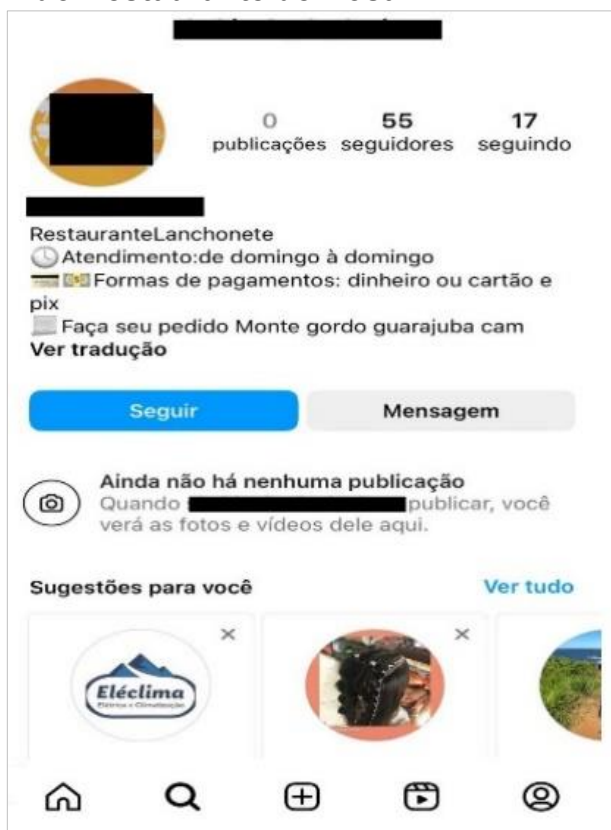 0 55 17
publicações seguidores seguindo
RestauranteLanchonete
Atendimento:de domingo à domingo
Formas de pagamentos: dinheiro ou cartão e
pix
Faça seu pedido Monte gordo guarajuba cam
Ver tradução
Seguir Mensagem
Ainda não há nenhuma publicação
Quando publicar, você
verá as fotos e vídeos dele aqui.
Sugestões para você Ver tudo
Eléclima
Elétrica e Climatização